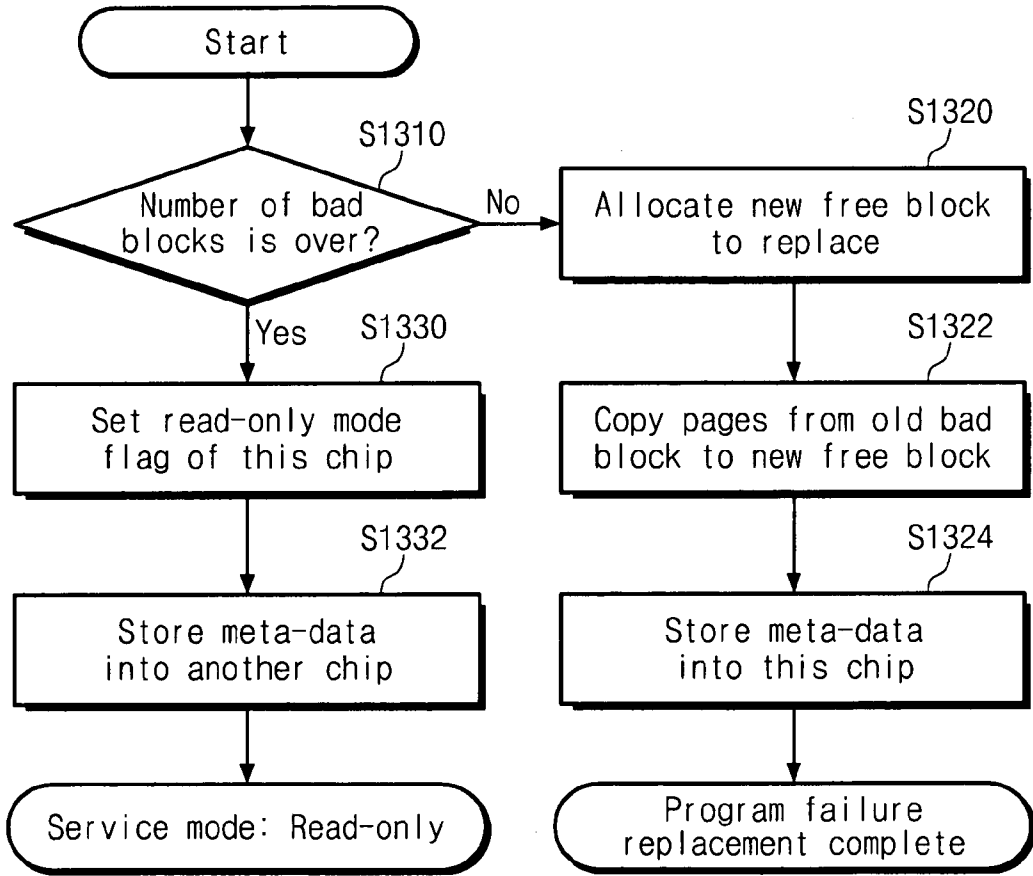 Start
S1310
Number of bad
blocks is over?
No
Yes
S1320
Allocate new free block
to replace
S1330
Set read-only mode
flag of this chip
S1322
Copy pages from old bad
block to new free block
S1332
Store meta-data
into another chip
S1324
Store meta-data
into this chip
Service mode: Read-only
Program failure
replacement complete